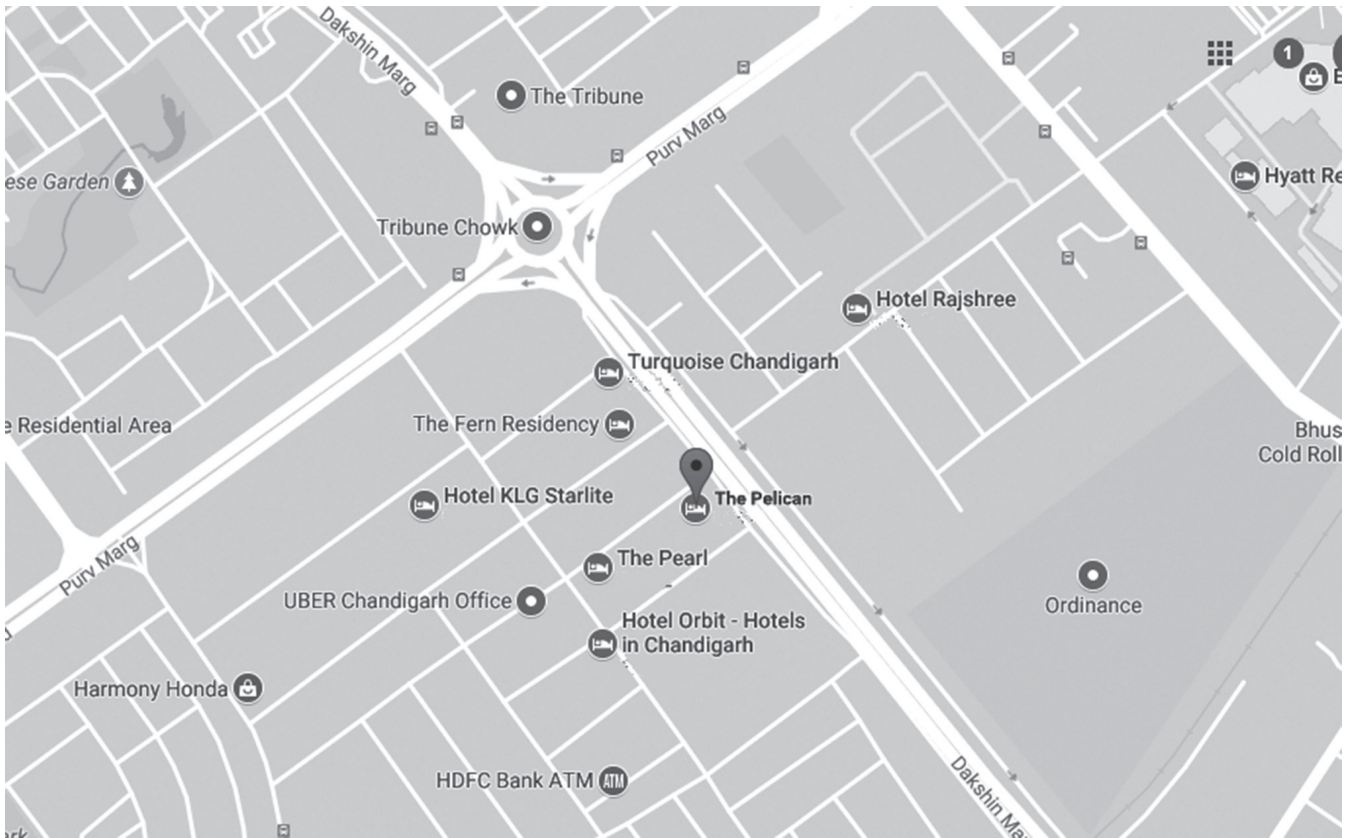 Dakshin Marg
1
E
The Tribune
Purv Marg
ese Garden
Hyatt Re
Tribune Chowk
Hotel Rajshree
Turquoise Chandigarh
The Fern Residency
e Residential Area
Bhus
Cold Roll
Hotel KLG Starlite
The Pelican
The Pearl
Purv Marg
UBER Chandigarh Office
Ordinance
Hotel Orbit - Hotels
in Chandigarh
Harmony Honda
HDFC Bank ATM
ATM
Dakshin Ma
ark